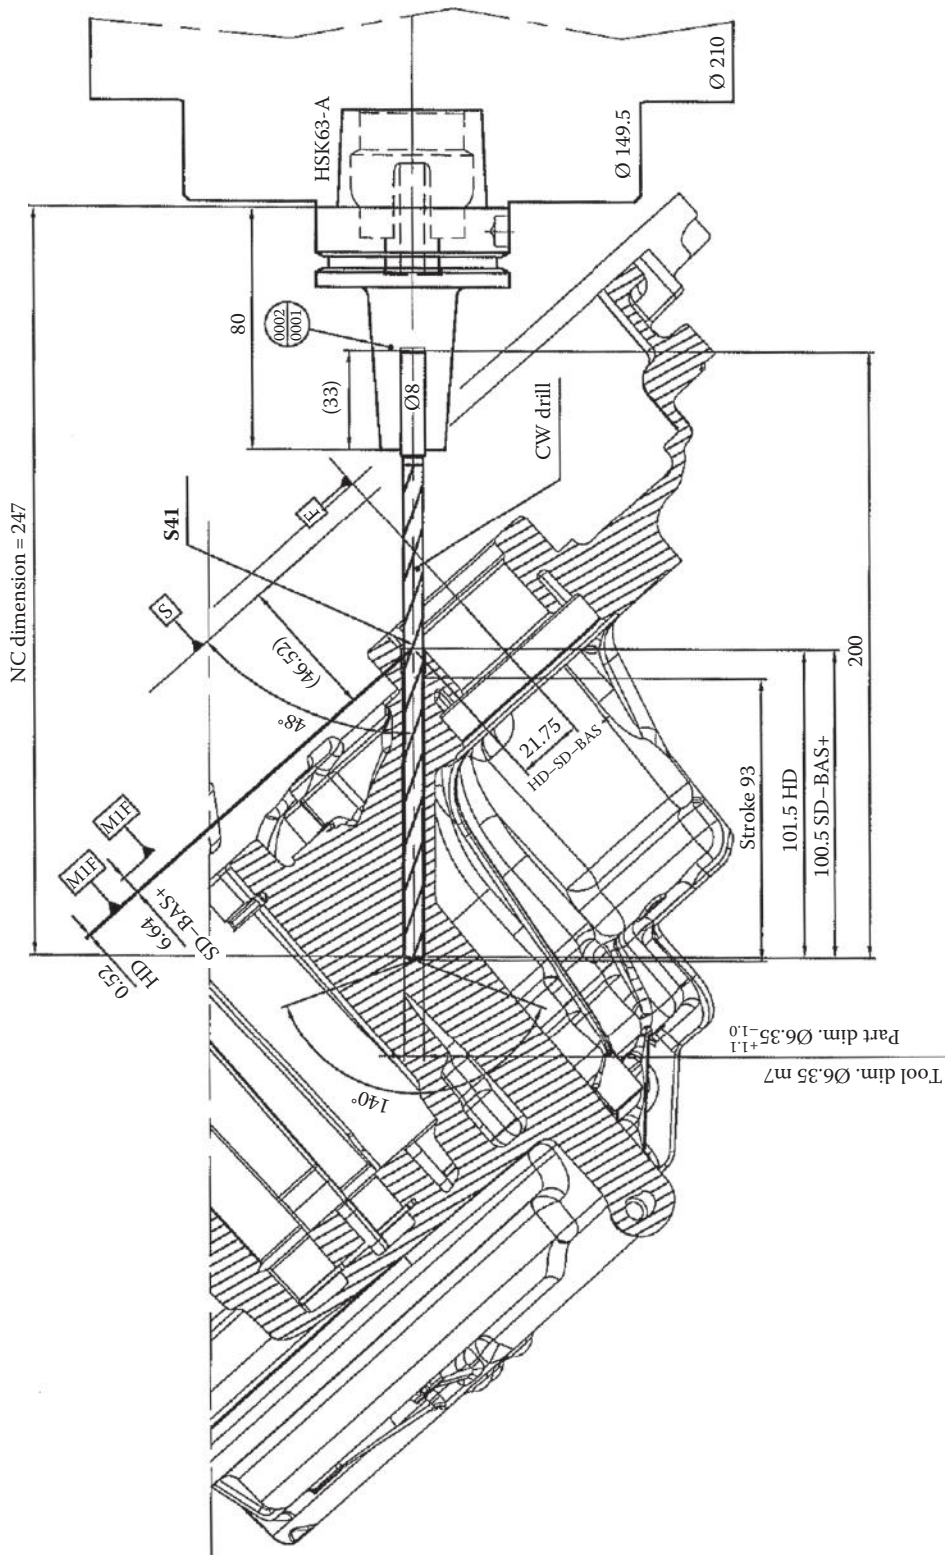 Ø 210
HSK63-A
Ø 149.5
80
0002
0001
(33)
Ø8
CW drill
NC dimension = 247
S41
F
S
(46.52)
48°
200
21.75
HD–SD–BAS+
Stroke 93
101.5 HD
100.5 SD–BAS+
M1F
M1F
6.64
SD–BAS+
0.52
HD
140°
Part dim. Ø6.35 +1.1 −1.0
Tool dim. Ø6.35 m7